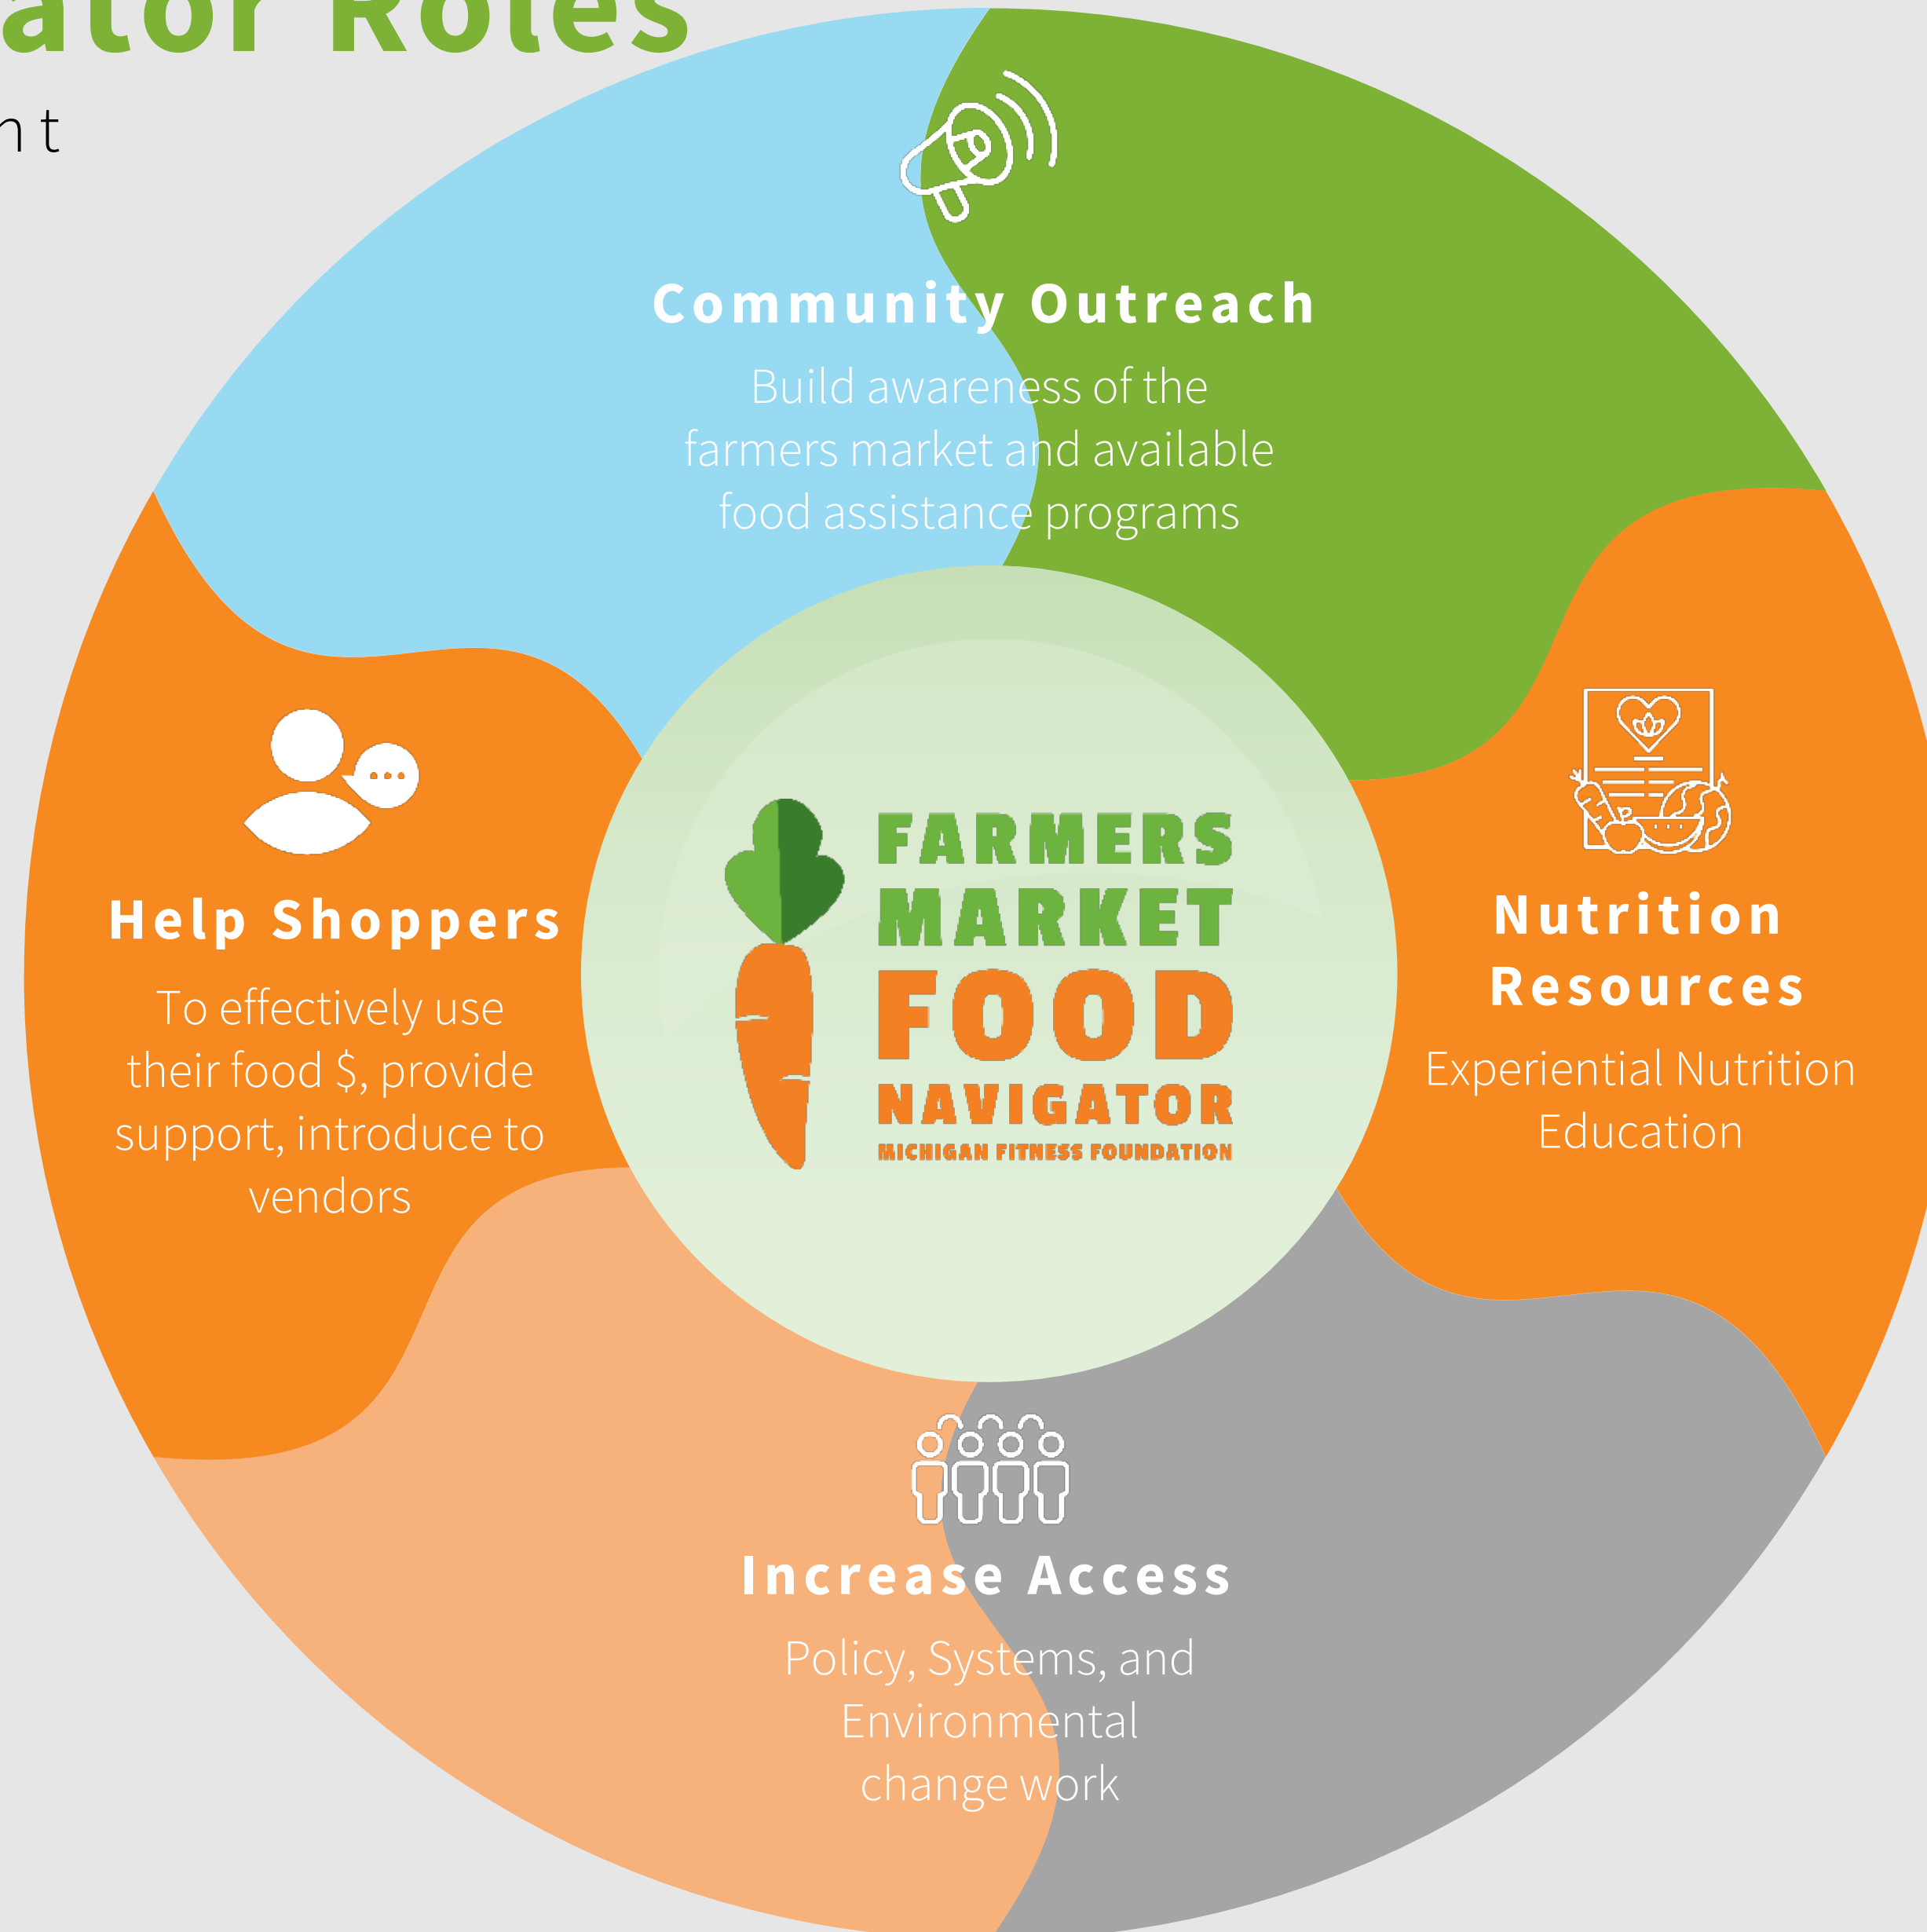 ator Roles
nt
Community Outreach
Build awareness of the
farmers market and available
food assistance programs
Help Shoppers
To effectively use
their food $, provide
support, introduce to
vendors
FARMERS
MARKET
FOOD
NAVIGATOR
MICHIGAN FITNESS FOUNDATION
Nutrition
Resources
Experiential Nutrition
Education
Increase Access
Policy, Systems, and
Environmental
change work